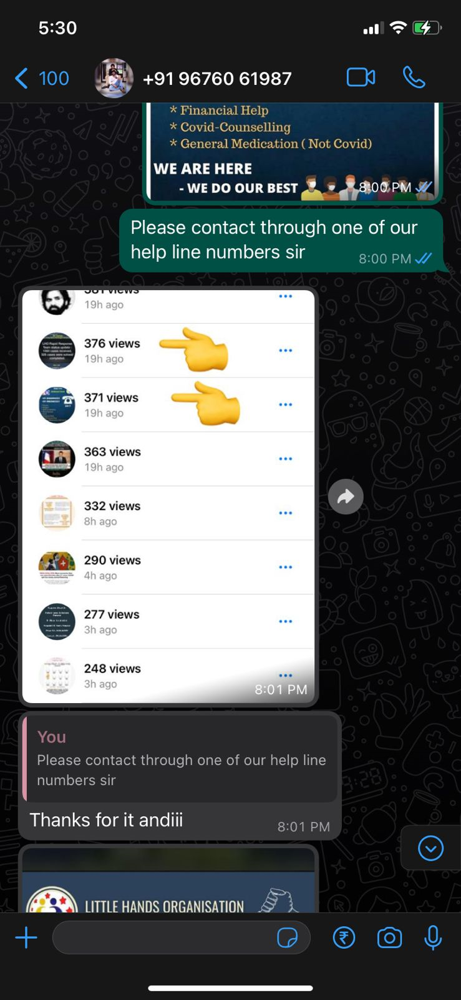 5:30
100
+91 96760 61987
* Financial Help
* Covid-Counselling
* General Medication ( Not Covid)
WE ARE HERE
- WE DO OUR BEST
8:00 PM
Please contact through one of our
help line numbers sir
8:00 PM
381 views
19h ago
376 views
19h ago
371 views
19h ago
363 views
19h ago
332 views
8h ago
290 views
4h ago
277 views
3h ago
248 views
3h ago
8:01 PM
You
Please contact through one of our help line
numbers sir
Thanks for it andiii
8:01 PM
LITTLE HANDS ORGANISATION